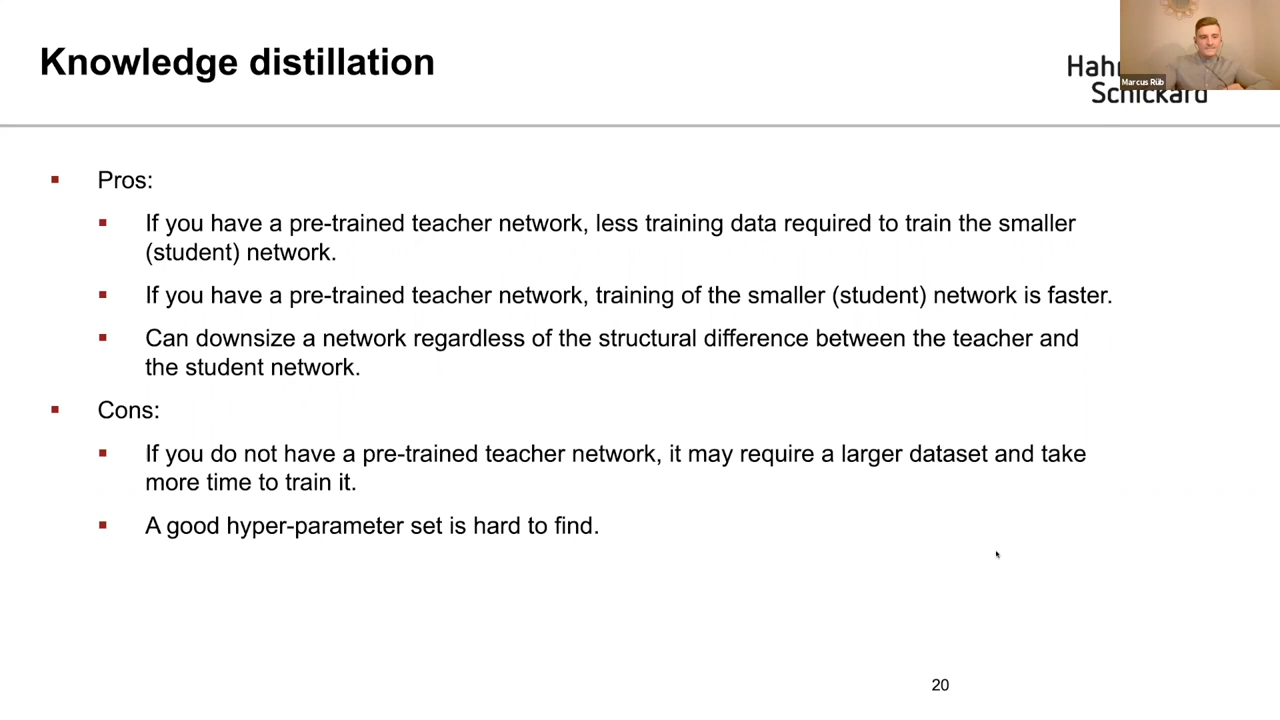 Knowledge distillation
Marcus Rüb
Schickard
Pros:
If you have a pre-trained teacher network, less training data required to train the smaller
(student) network.
If you have a pre-trained teacher network, training of the smaller (student) network is faster.
Can downsize a network regardless of the structural difference between the teacher and
the student network.
Cons:
If you do not have a pre-trained teacher network, it may require a larger dataset and take
more time to train it.
A good hyper-parameter set is hard to find.
20